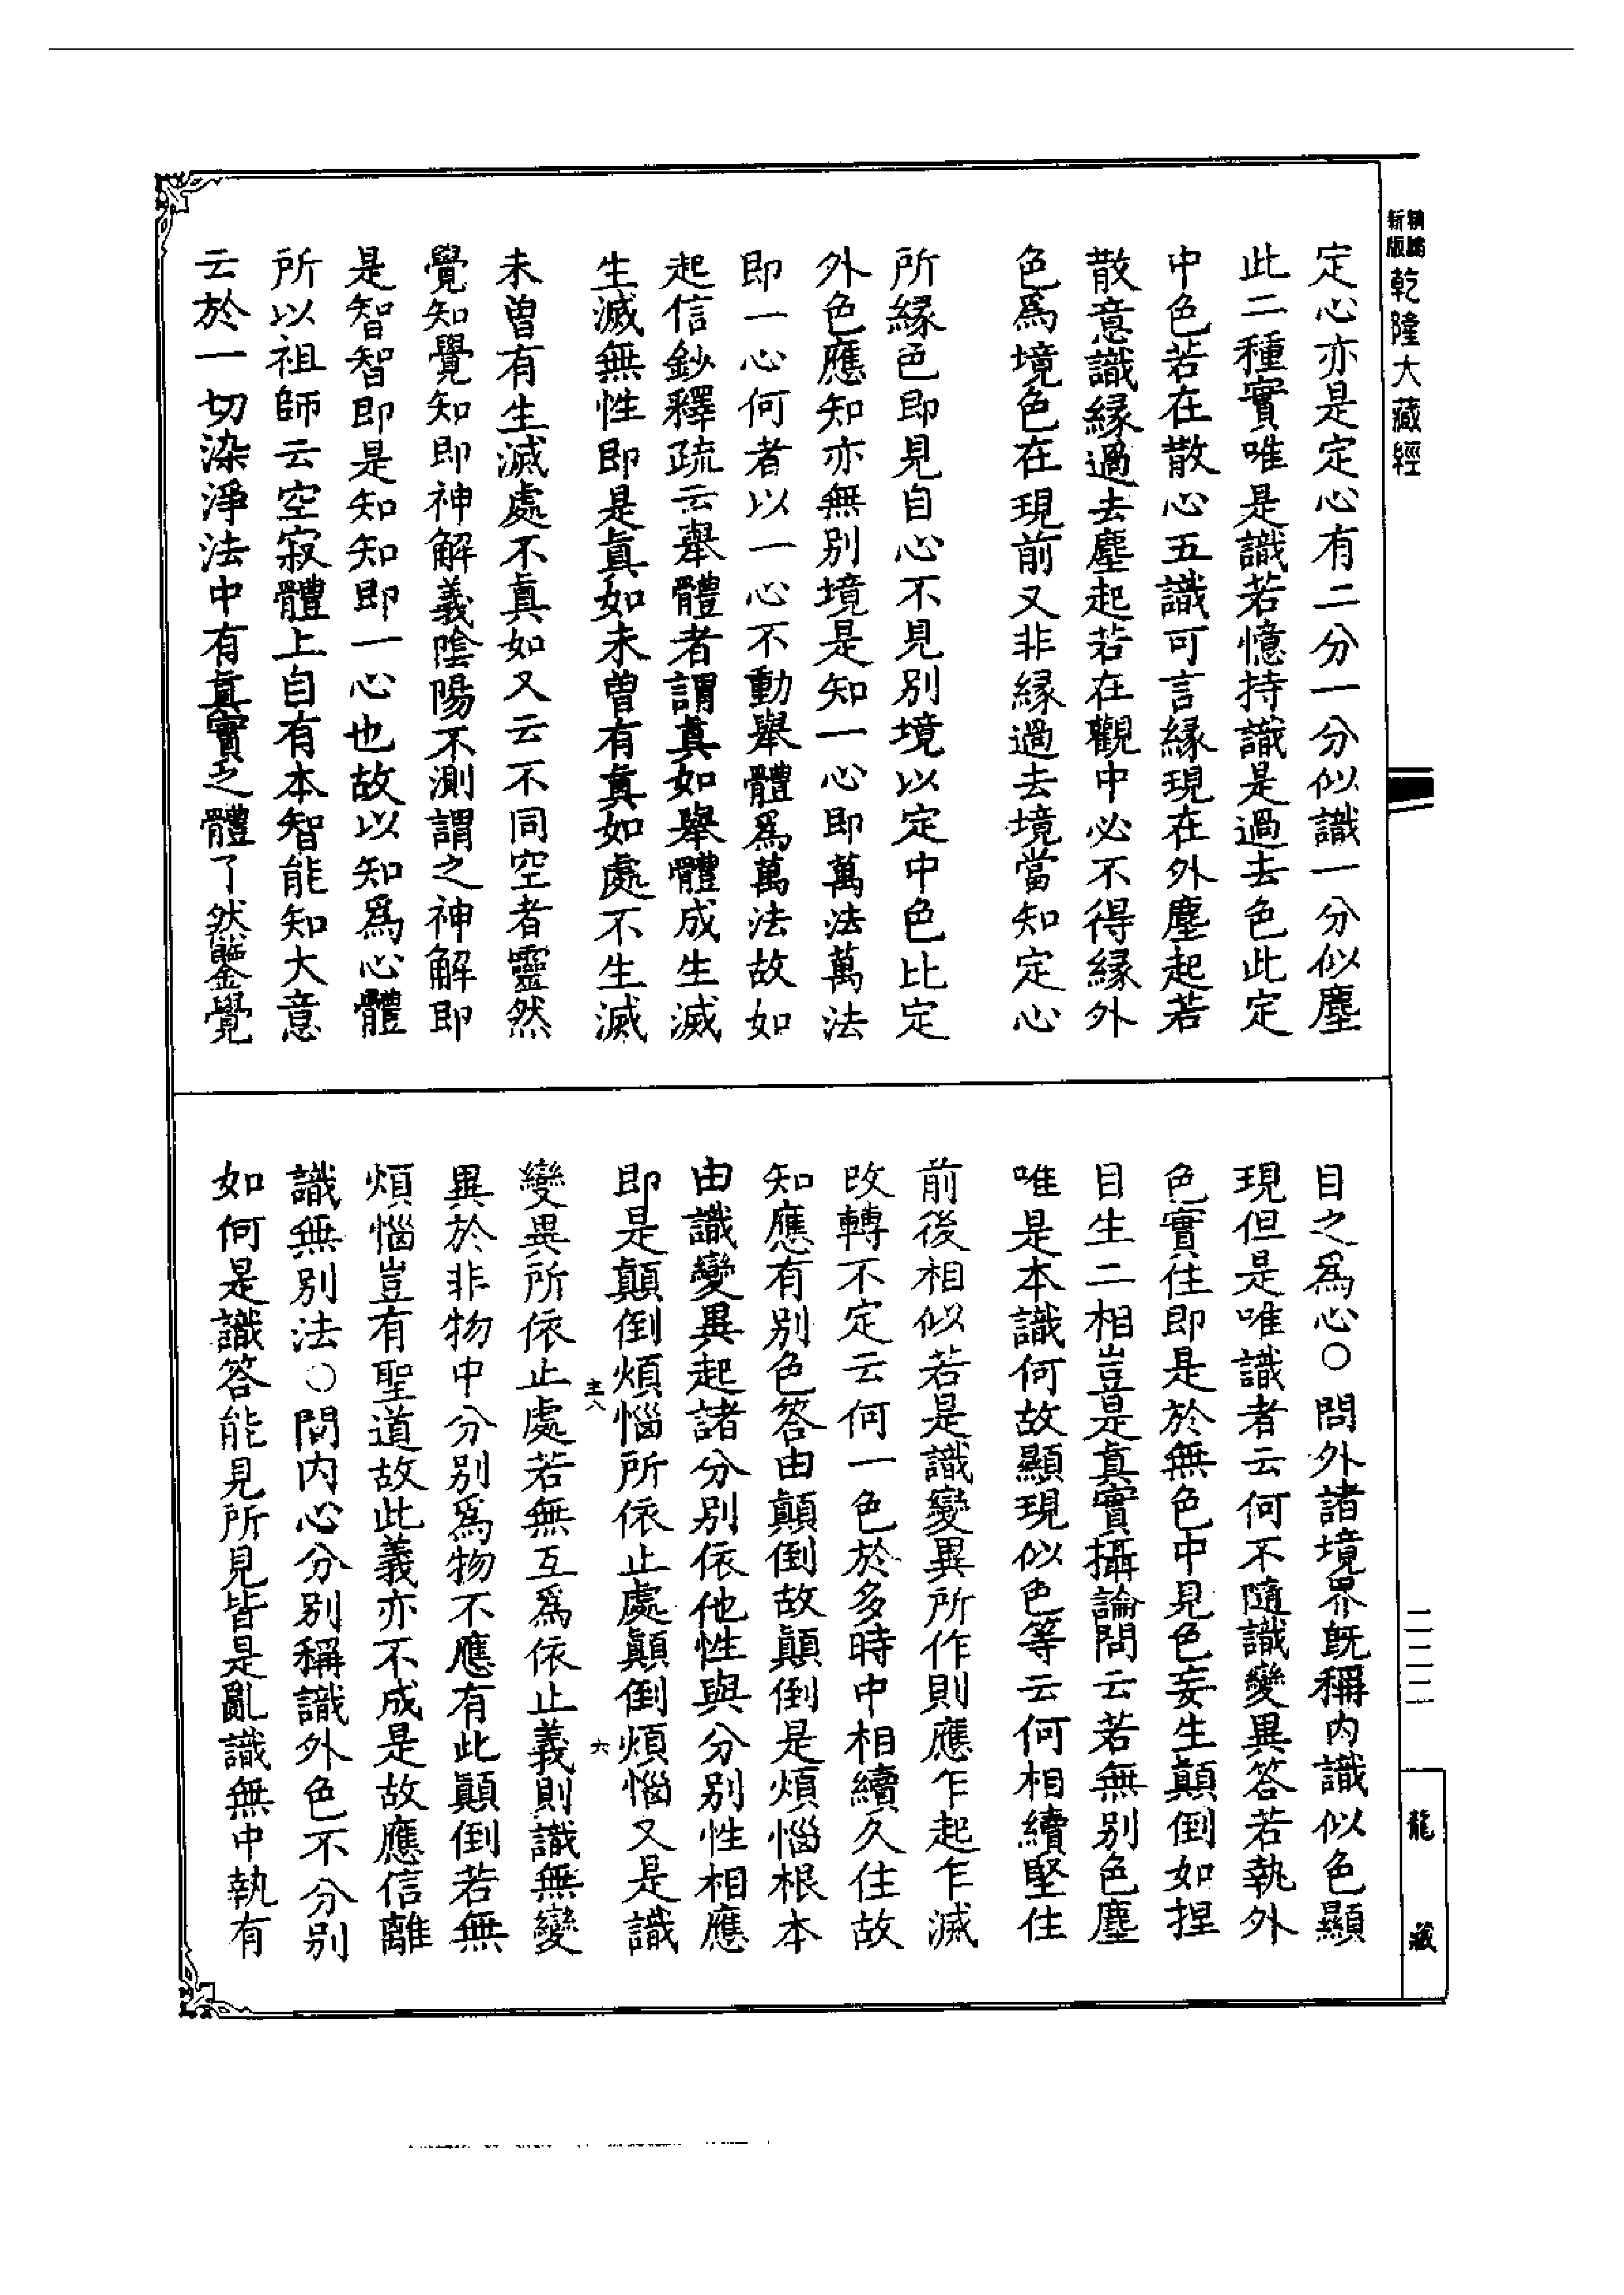 新版
精編
乾隆大藏經
定心亦是定心有二分一分似識一分似塵
此二種實唯是識若憶持識是過去色此定
中色若在散心五識可言緣現在外塵起若
散意識緣過去塵起若在觀中必不得緣外
色爲境色在現前又非緣過去境當知定心
所緣色即見自心不見別境以定中色比定
外色應知亦無別境是知一心即萬法萬法
即一心何者以一心不動舉體爲萬法故如
起信鈔釋疏云舉體者謂真如舉體成生滅
生滅無性即是真如未曾有真如處不生滅
未曾有生滅處不真如又云不同空者靈然
覺知覺知即神解義陰陽不測謂之神解即
是智智即是知知即一心也故以知爲心體
所以祖師云空寂體上自有本智能知大意
云於一切染淨法中有真實之體了然鑒覺
目之爲心○問外諸境界旣稱內識似色顯
現但是唯識者云何不隨識變異答若執外
色實住即是於無色中見色妄生顛倒如捏
目生二相豈是真實攝論問云若無別色塵
唯是本識何故顯現似色等云何相續堅住
前後相似若是識變異所作則應乍起乍滅
改轉不定云何一色於多時中相續久住故
知應有別色答由顛倒故顛倒是煩惱根本
由識變異起諸分別依他性與分別性相應
即是顛倒煩惱所依止處顛倒煩惱又是識
主八
六
變異所依止處若無互爲依止義則識無變
異於非物中分別爲物不應有此顛倒若無
煩惱豈有聖道故此義亦不成是故應信離
識無別法○問內心分別稱識外色不分別
如何是識答能見所見皆是亂識無中執有
二二二
龍藏